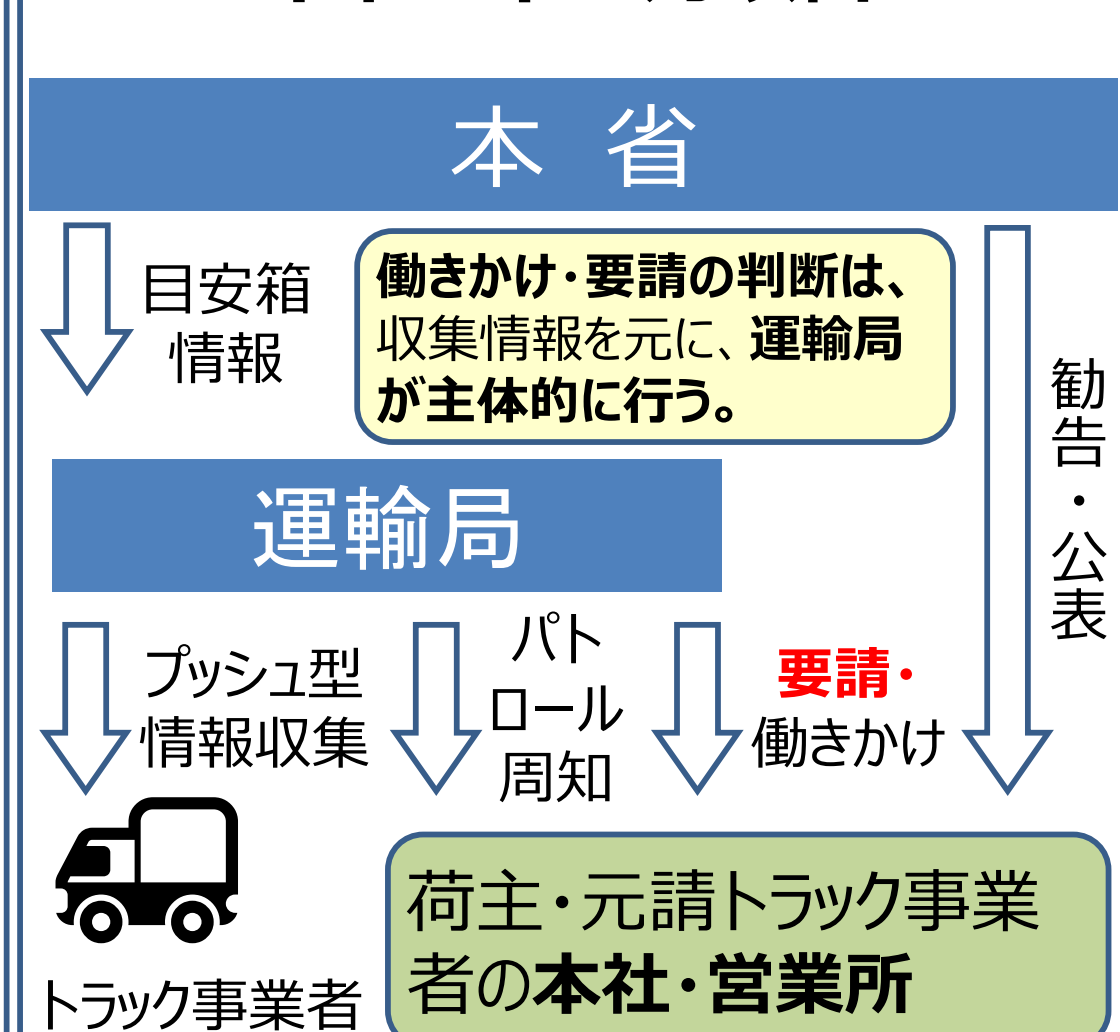 本 省
目安箱
情報
働きかけ・要請の判断は、
収集情報を元に、運輸局
が主体的に行う。
勧告・公表
運輸局
プッシュ型
情報収集
パト
ロール
周知
要請・
働きかけ
トラック事業者
荷主・元請トラック事業
者の本社・営業所